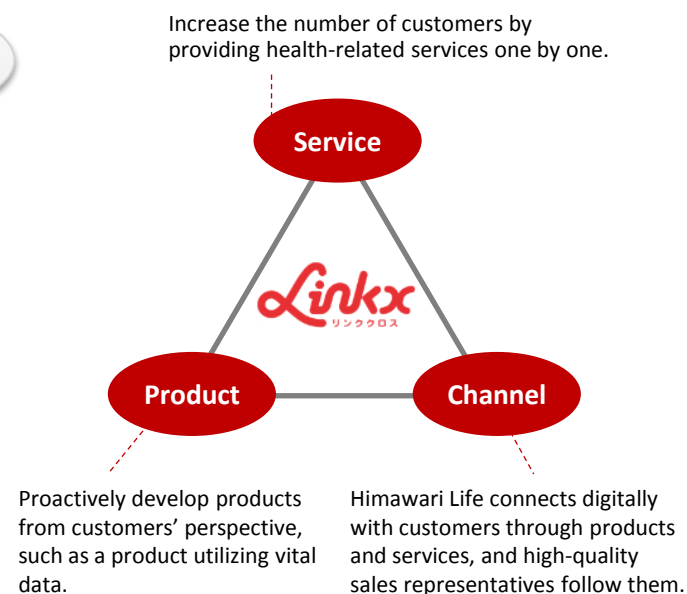 Increase the number of customers by
providing health-related services one by one.
Service
Linkx
リンククロス
Product
Channel
Proactively develop products
from customers’ perspective,
such as a product utilizing vital
data.
Himawari Life connects digitally
with customers through products
and services, and high-quality
sales representatives follow them.